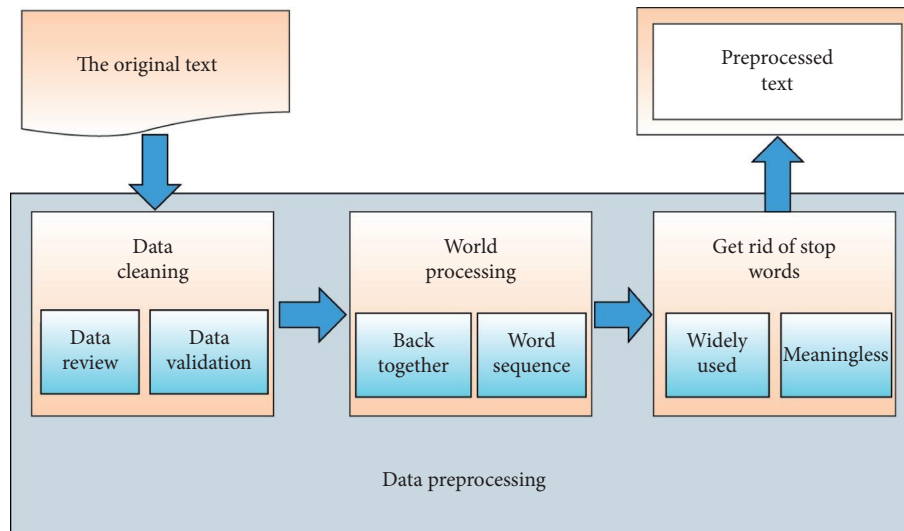 The original text
Preprocessed
text
Data
cleaning
Data
review
Data
validation
World
processing
Back
together
Word
sequence
Get rid of stop
words
Widely
used
Meaningless
Data preprocessing